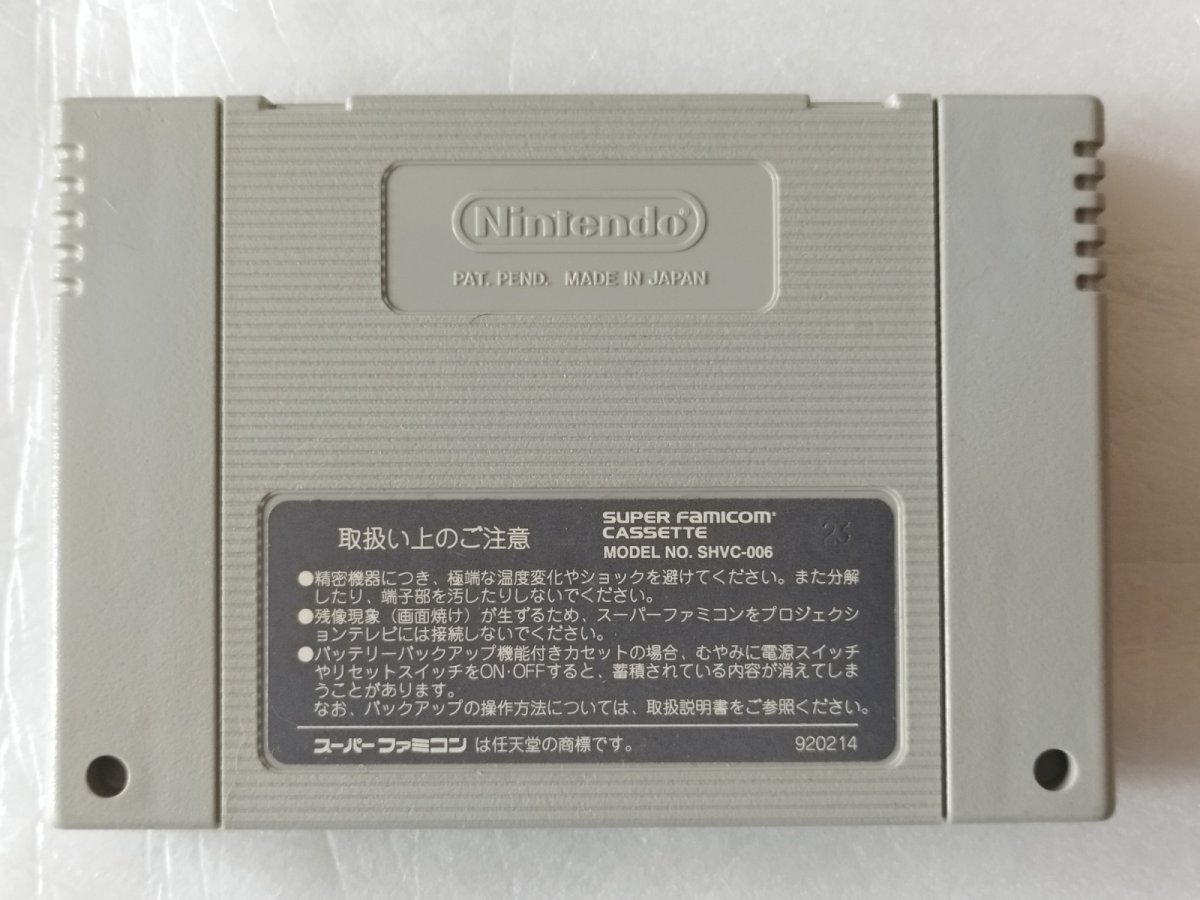 Nintendo®
PAT. PEND. MADE IN JAPAN
取扱い上のご注意
SUPER FAMICOM®
CASSETTE
MODEL NO. SHVC-006
23
●精密機器につき、極端な温度変化やショックを避けてください。また分解
したり、端子部を汚したりしないでください。
●残像現象（画面焼け）が生ずるため、スーパーファミコンをプロジェクシ
ョンテレビには接続しないでください。
●バッテリーバックアップ機能付きカセットの場合、むやみに電源スイッチ
やリセットスイッチをON・OFFすると、蓄積されている内容が消えてしま
うことがあります。
なお、バックアップの操作方法については、取扱説明書をご参照ください。
スーパーファミコン は任天堂の商標です。
920214